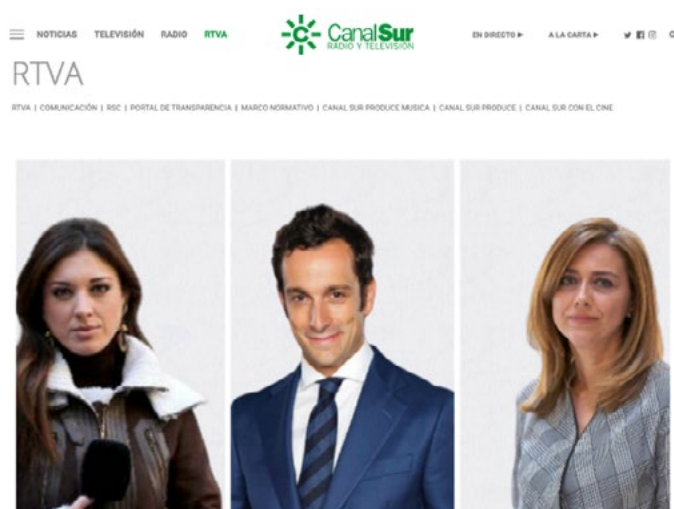 NOTICIAS TELEVISIÓN RADIO RTVA CanalSur EN DIRECTO A LA CARTA
RADIO Y TELEVISIÓN
RTVA
RTVA | COMUNICACIÓN | RSC | PORTAL DE TRANSPARENCIA | MARCO NORMATIVO | CANAL SUR PRODUCE MUSICA | CANAL SUR PRODUCE | CANAL SUR CON EL CINE